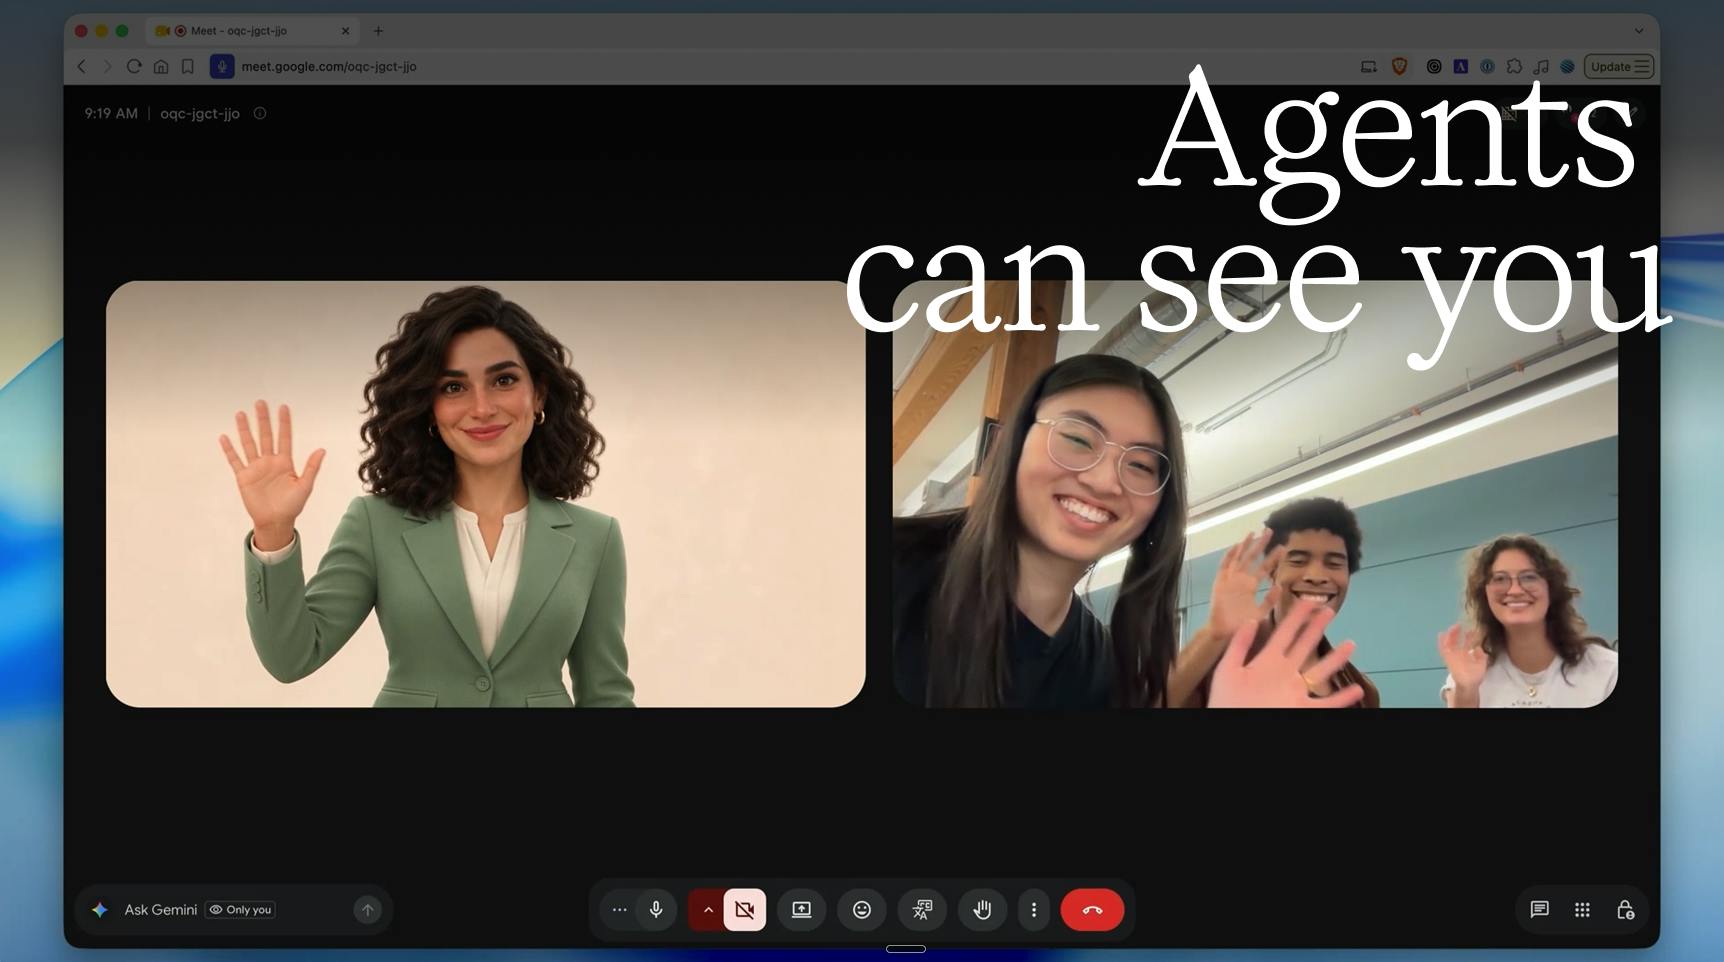 Meet - oqc-jgct-jjo
meet.google.com/oqc-jgct-jjo
Update
9:19 AM | oqc-jgct-jjo
Agents
can see you
Ask Gemini
Only you